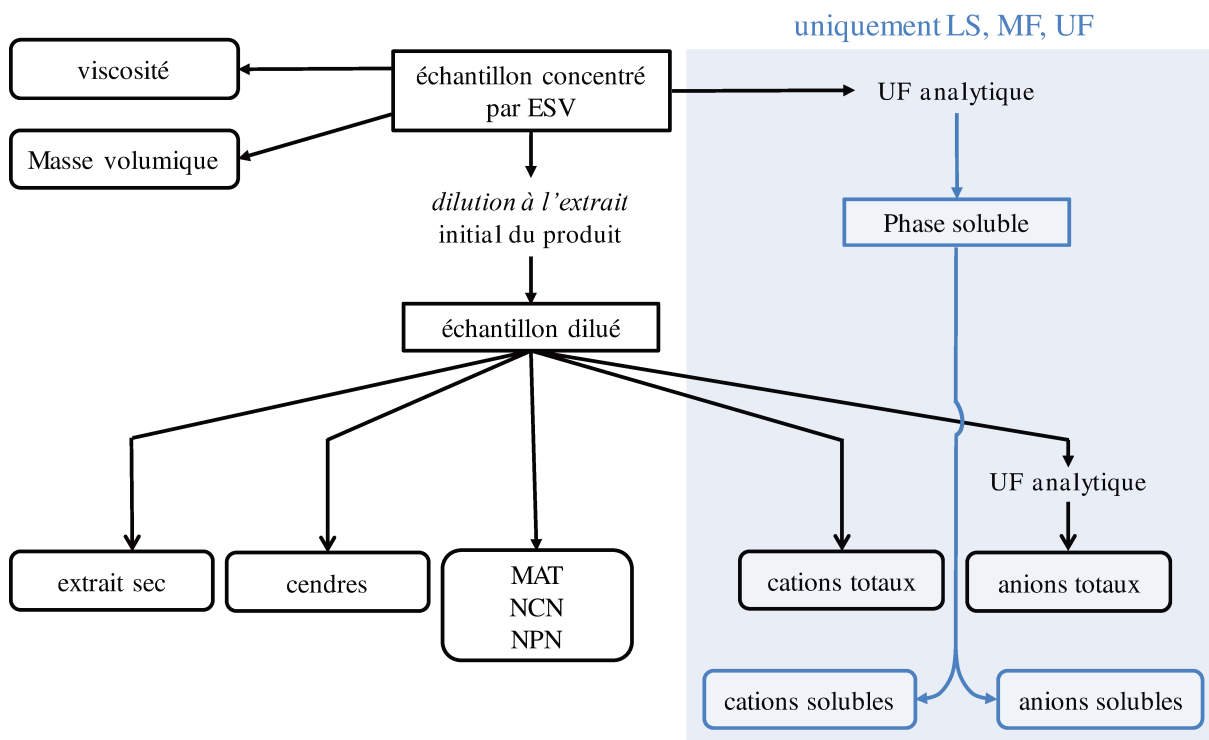 uniquement LS, MF, UF
viscosité
échantillon concentré
par ESV
UF analytique
Masse volumique
dilution à l’extrait
initial du produit
Phase soluble
échantillon dilué
UF analytique
extrait sec
cendres
MAT
NCN
NPN
cations totaux
anions totaux
cations solubles
anions solubles